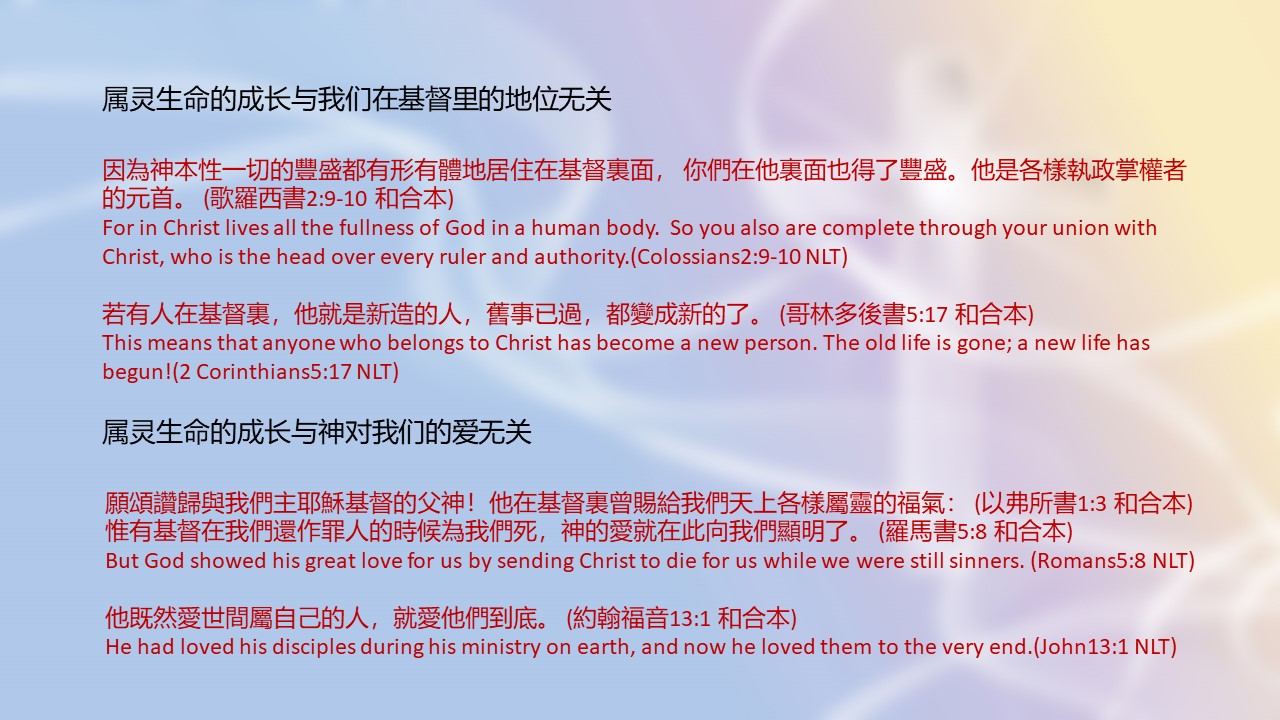 属灵生命的成长与我们在基督里的地位无关
因為神本性一切的豐盛都有形有體地居住在基督裏面， 你們在他裏面也得了豐盛。他是各樣執政掌權者
的元首。 (歌羅西書2:9-10 和合本)
For in Christ lives all the fullness of God in a human body.  So you also are complete through your union with
Christ, who is the head over every ruler and authority.(Colossians2:9-10 NLT)
若有人在基督裏，他就是新造的人，舊事已過，都變成新的了。 (哥林多後書5:17 和合本)
This means that anyone who belongs to Christ has become a new person. The old life is gone; a new life has
begun!(2 Corinthians5:17 NLT)
属灵生命的成长与神对我们的爱无关
願頌讚歸與我們主耶穌基督的父神！他在基督裏曾賜給我們天上各樣屬靈的福氣： (以弗所書1:3 和合本)
惟有基督在我們還作罪人的時候為我們死，神的愛就在此向我們顯明了。 (羅馬書5:8 和合本)
But God showed his great love for us by sending Christ to die for us while we were still sinners. (Romans5:8 NLT)
他既然愛世間屬自己的人，就愛他們到底。 (約翰福音13:1 和合本)
He had loved his disciples during his ministry on earth, and now he loved them to the very end.(John13:1 NLT)